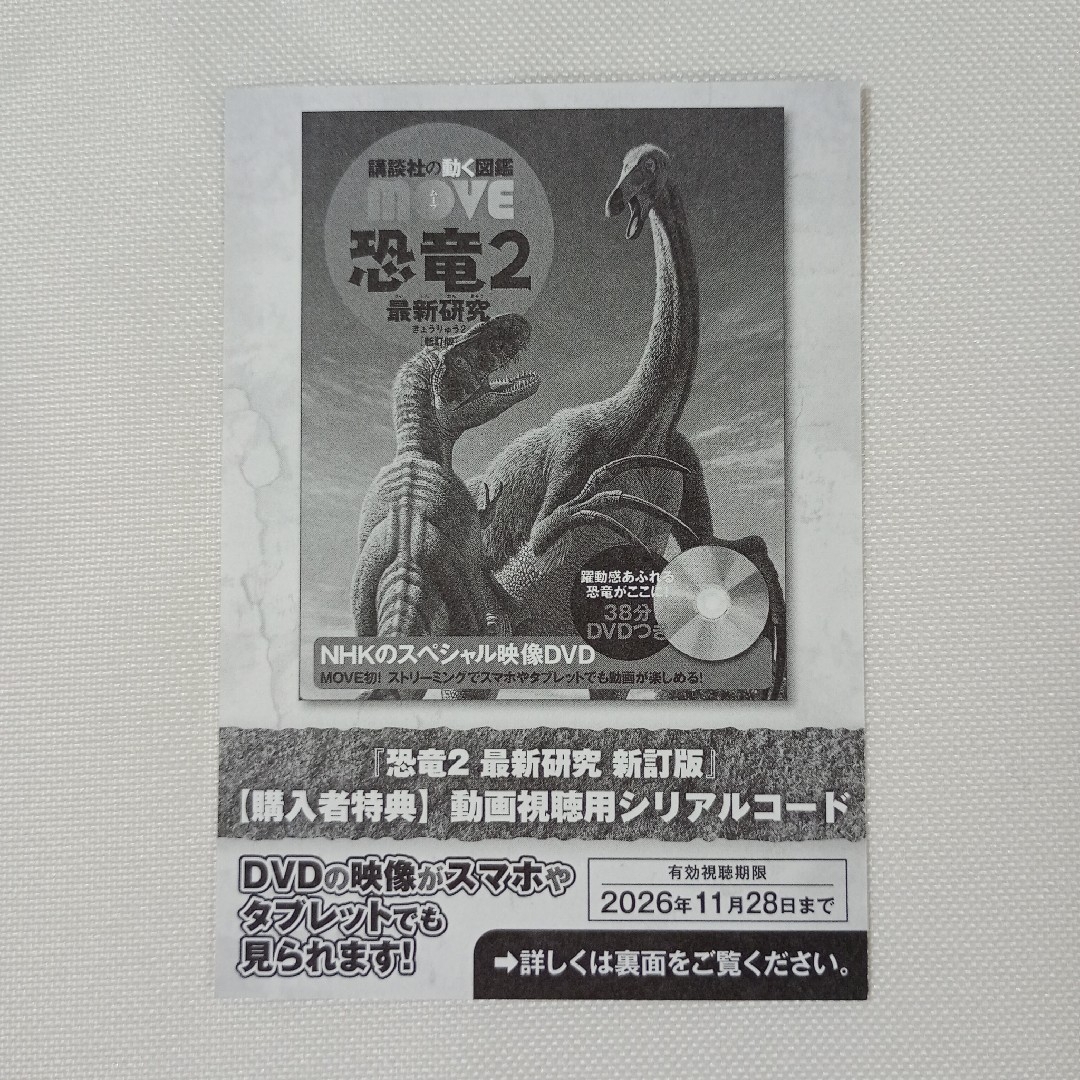 講談社の動く図鑑
MOVE
ムーブ
恐竜2
最新研究
きょうりゅう2
[新訂版]
躍動感あふれる
恐竜がここに!
38分
DVDつき
NHKのスペシャル映像DVD
MOVE初! ストリーミングでスマホやタブレットでも動画が楽しめる!
『恐竜2 最新研究 新訂版』
【購入者特典】動画視聴用シリアルコード
DVDの映像がスマホや
タブレットでも
見られます!
有効視聴期限
2026年11月28日まで
➡詳しくは裏面をご覧ください。